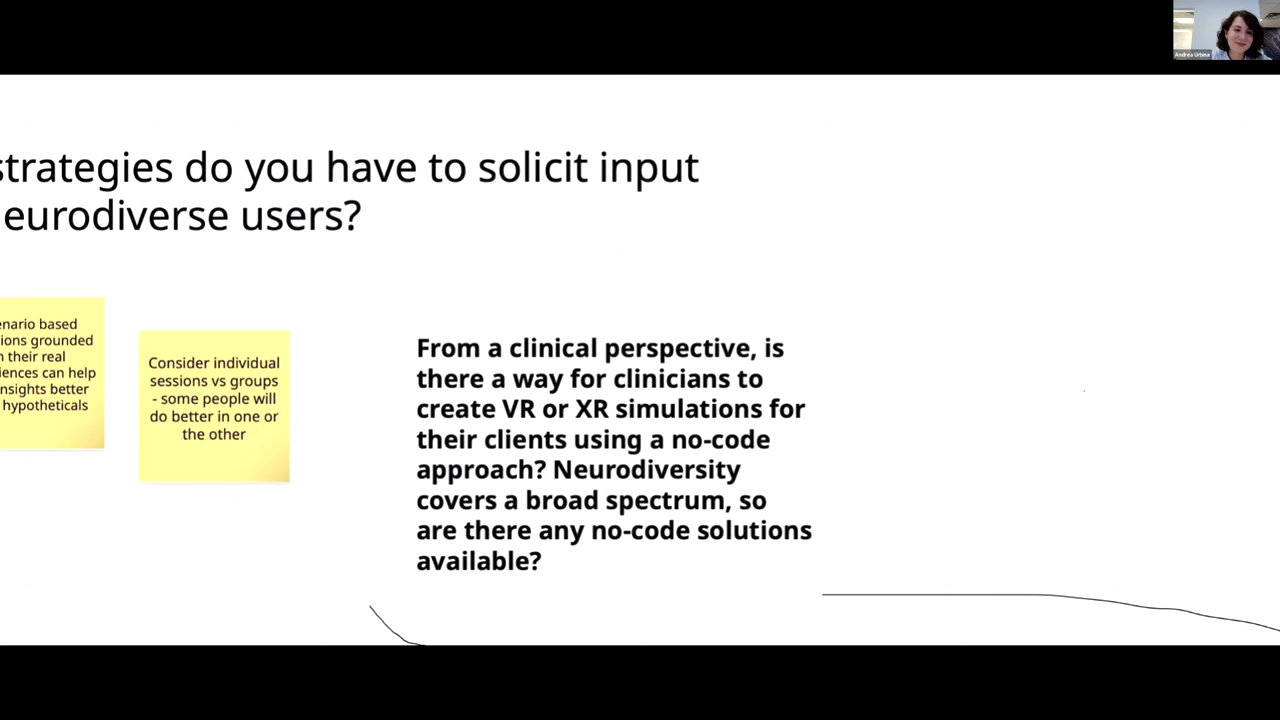 Andrea Urbina
strategies do you have to solicit input
eurodiverse users?
enario based
ions grounded
n their real
iences can help
nsights better
hypotheticals
Consider individual
sessions vs groups
- some people will
do better in one or
the other
From a clinical perspective, is
there a way for clinicians to
create VR or XR simulations for
their clients using a no-code
approach? Neurodiversity
covers a broad spectrum, so
are there any no-code solutions
available?